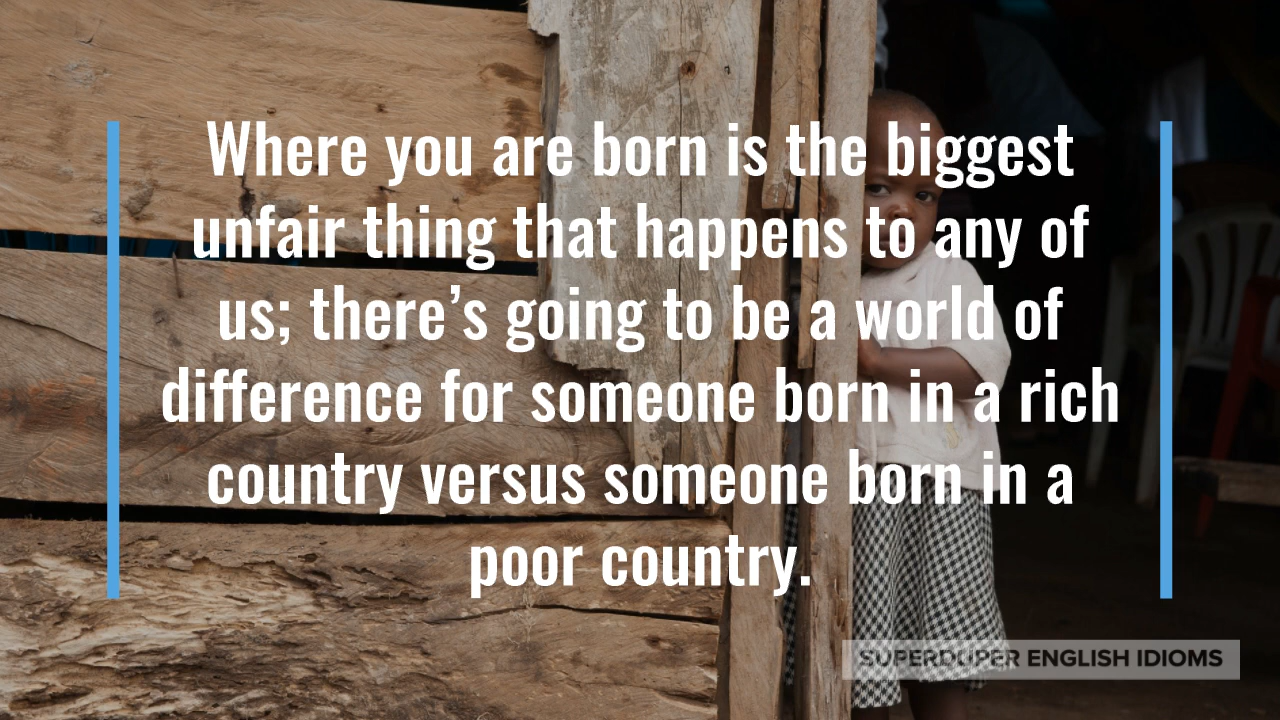 Where you are born is the biggest
unfair thing that happens to any of
us; there’s going to be a world of
difference for someone born in a rich
country versus someone born in a
poor country.
SUPERDUPER ENGLISH IDIOMS